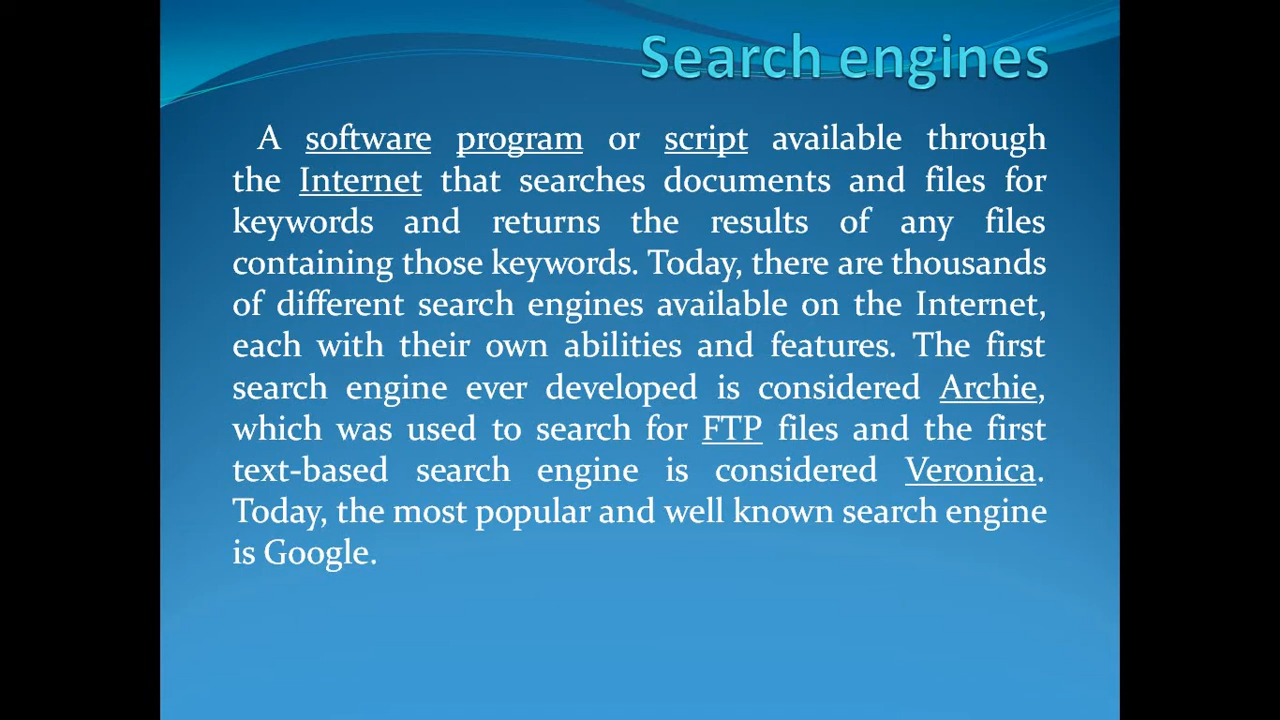 Search engines
A software program or script available through
the Internet that searches documents and files for
keywords and returns the results of any files
containing those keywords. Today, there are thousands
of different search engines available on the Internet,
each with their own abilities and features. The first
search engine ever developed is considered Archie,
which was used to search for FTP files and the first
text-based search engine is considered Veronica.
Today, the most popular and well known search engine
is Google.